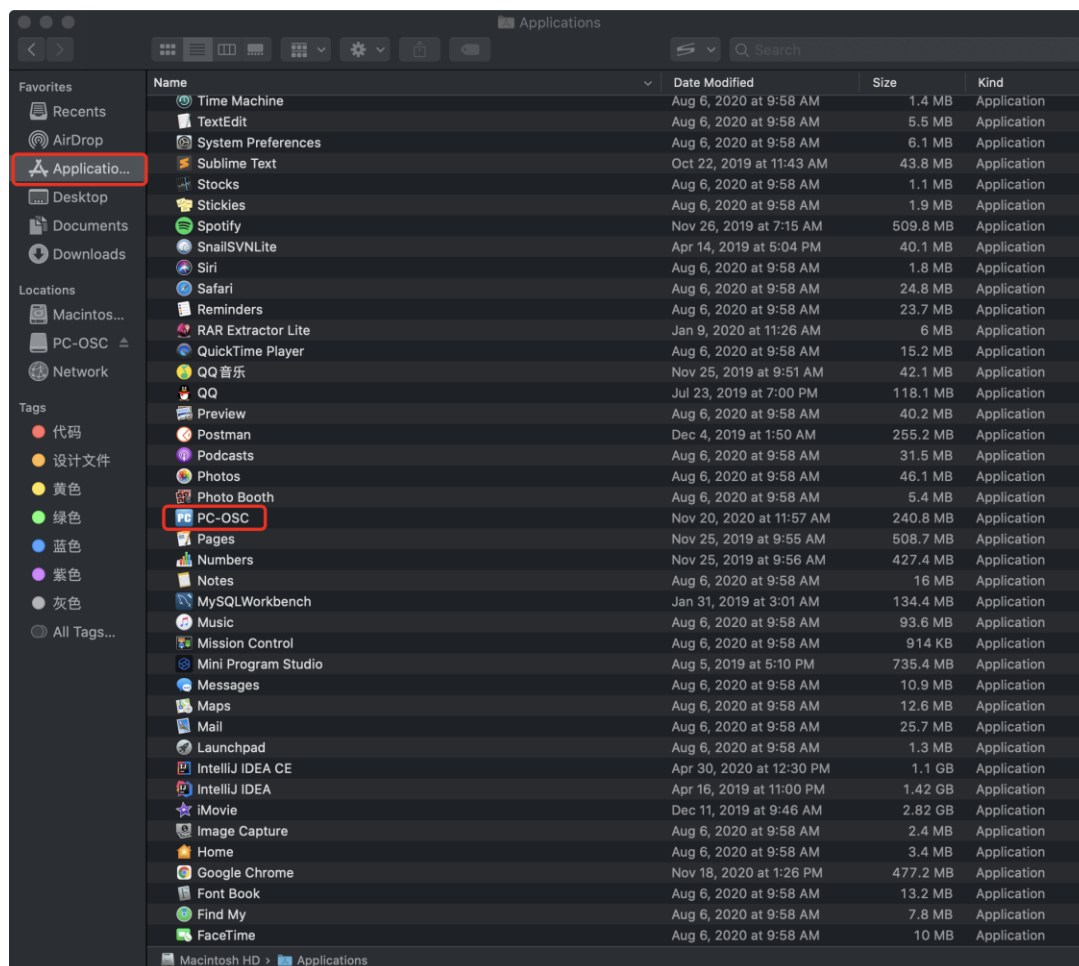 Applications
Search
Favorites
Recents
AirDrop
Applicatio...
Desktop
Documents
Downloads
Locations
Macintos...
PC-OSC
Network
Tags
代码
设计文件
黄色
绿色
蓝色
紫色
灰色
All Tags...
Name Date Modified Size Kind
Time Machine Aug 6, 2020 at 9:58 AM 1.4 MB Application
TextEdit Aug 6, 2020 at 9:58 AM 5.5 MB Application
System Preferences Aug 6, 2020 at 9:58 AM 6.1 MB Application
Sublime Text Oct 22, 2019 at 11:43 AM 43.8 MB Application
Stocks Aug 6, 2020 at 9:58 AM 1.1 MB Application
Stickies Aug 6, 2020 at 9:58 AM 1.9 MB Application
Spotify Nov 26, 2019 at 7:15 AM 509.8 MB Application
SnailSVNLite Apr 14, 2019 at 5:04 PM 40.1 MB Application
Siri Aug 6, 2020 at 9:58 AM 1.8 MB Application
Safari Aug 6, 2020 at 9:58 AM 24.8 MB Application
Reminders Aug 6, 2020 at 9:58 AM 23.7 MB Application
RAR Extractor Lite Jan 9, 2020 at 11:26 AM 6 MB Application
QuickTime Player Aug 6, 2020 at 9:58 AM 15.2 MB Application
QQ音乐 Nov 25, 2019 at 9:51 AM 42.1 MB Application
QQ Jul 23, 2019 at 7:00 PM 118.1 MB Application
Preview Aug 6, 2020 at 9:58 AM 40.2 MB Application
Postman Dec 4, 2019 at 1:50 AM 255.2 MB Application
Podcasts Aug 6, 2020 at 9:58 AM 31.5 MB Application
Photos Aug 6, 2020 at 9:58 AM 46.1 MB Application
Photo Booth Aug 6, 2020 at 9:58 AM 5.4 MB Application
PC PC-OSC Nov 20, 2020 at 11:57 AM 240.8 MB Application
Pages Nov 25, 2020 at 9:55 AM 508.7 MB Application
Numbers Nov 25, 2020 at 9:56 AM 427.4 MB Application
Notes Aug 6, 2020 at 9:58 AM 16 MB Application
MySQLWorkbench Jan 31, 2019 at 3:01 AM 134.4 MB Application
Music Aug 6, 2020 at 9:58 AM 93.6 MB Application
Mission Control Aug 6, 2020 at 9:58 AM 914 KB Application
Mini Program Studio Aug 5, 2019 at 5:10 PM 735.4 MB Application
Messages Aug 6, 2020 at 9:58 AM 10.9 MB Application
Maps Aug 6, 2020 at 9:58 AM 12.6 MB Application
Mail Aug 6, 2020 at 9:58 AM 25.7 MB Application
Launchpad Aug 6, 2020 at 9:58 AM 1.3 MB Application
IntelliJ IDEA CE Apr 30, 2020 at 12:30 PM 1.1 GB Application
IntelliJ IDEA Apr 16, 2019 at 11:00 PM 1.42 GB Application
iMovie Dec 11, 2019 at 9:46 AM 2.82 GB Application
Image Capture Aug 6, 2020 at 9:58 AM 2.4 MB Application
Home Aug 6, 2020 at 9:58 AM 3.4 MB Application
Google Chrome Nov 18, 2020 at 1:26 PM 477.2 MB Application
Font Book Aug 6, 2020 at 9:58 AM 13.2 MB Application
Find My Aug 6, 2020 at 9:58 AM 7.8 MB Application
FaceTime Aug 6, 2020 at 9:58 AM 10 MB Application
Macintosh HD › Applications